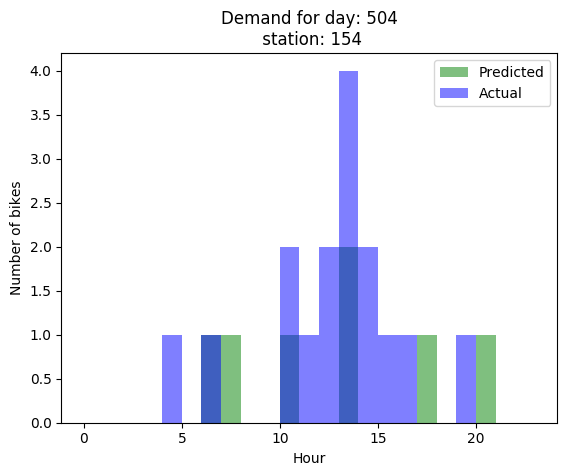 Demand for day: 504
station: 154
Predicted
Actual
Number of bikes
4.0
3.5
3.0
2.5
2.0
1.5
1.0
0.5
0.0
0 5 10 15 20
Hour